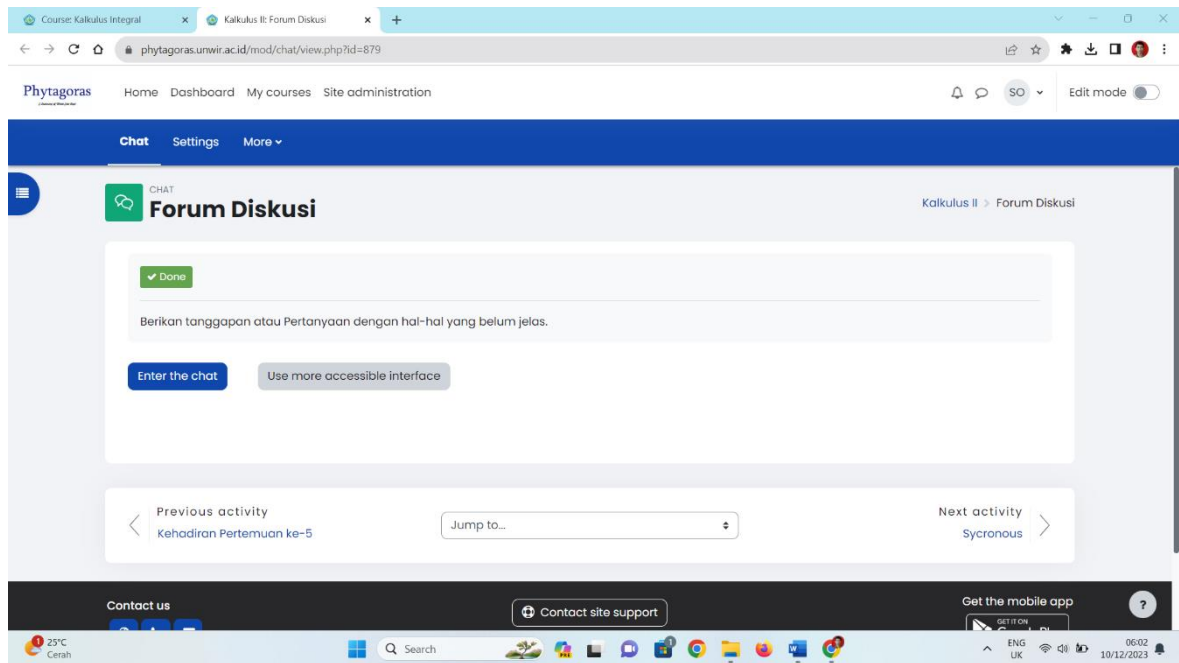 Course: Kalkulus Integral
Kalkulus II: Forum Diskusi
phytagoras.unwir.ac.id/mod/chat/view.php?id=879
Phytagoras
Home Dashboard My courses Site administration
SO
Edit mode
Chat Settings More
CHAT
Forum Diskusi
Kalkulus II > Forum Diskusi
Done
Berikan tanggapan atau Pertanyaan dengan hal-hal yang belum jelas.
Enter the chat
Use more accessible interface
Previous activity
Kehadiran Pertemuan ke-5
Jump to...
Next activity
Sycronous
Contact us
Contact site support
Get the mobile app
GET IT ON
?
1
25°C
Cerah
Search
ENG
UK
06:02
10/12/2023